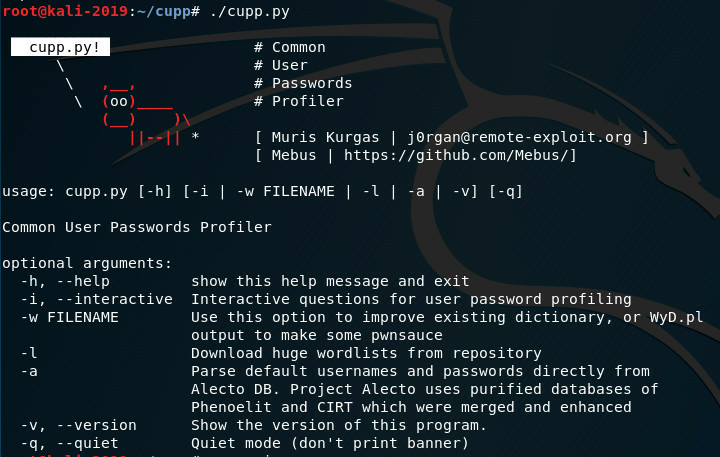 root@kali-2019:~/cupp# ./cupp.py
cupp.py! # Common
\ # User
\ ,__, # Passwords
\ (oo)____ # Profiler
(__) )\
||--|| * [ Muris Kurgas | j0rgan@remote-exploit.org ]
[ Mebus | https://github.com/Mebus/]
usage: cupp.py [-h] [-i | -w FILENAME | -l | -a | -v] [-q]
Common User Passwords Profiler
optional arguments:
-h, --help show this help message and exit
-i, --interactive Interactive questions for user password profiling
-w FILENAME Use this option to improve existing dictionary, or WyD.pl
output to make some pwnsauce
-l Download huge wordlists from repository
-a Parse default usernames and passwords directly from
Alecto DB. Project Alecto uses purified databases of
Phenoelit and CIRT which were merged and enhanced
-v, --version Show the version of this program.
-q, --quiet Quiet mode (don't print banner)